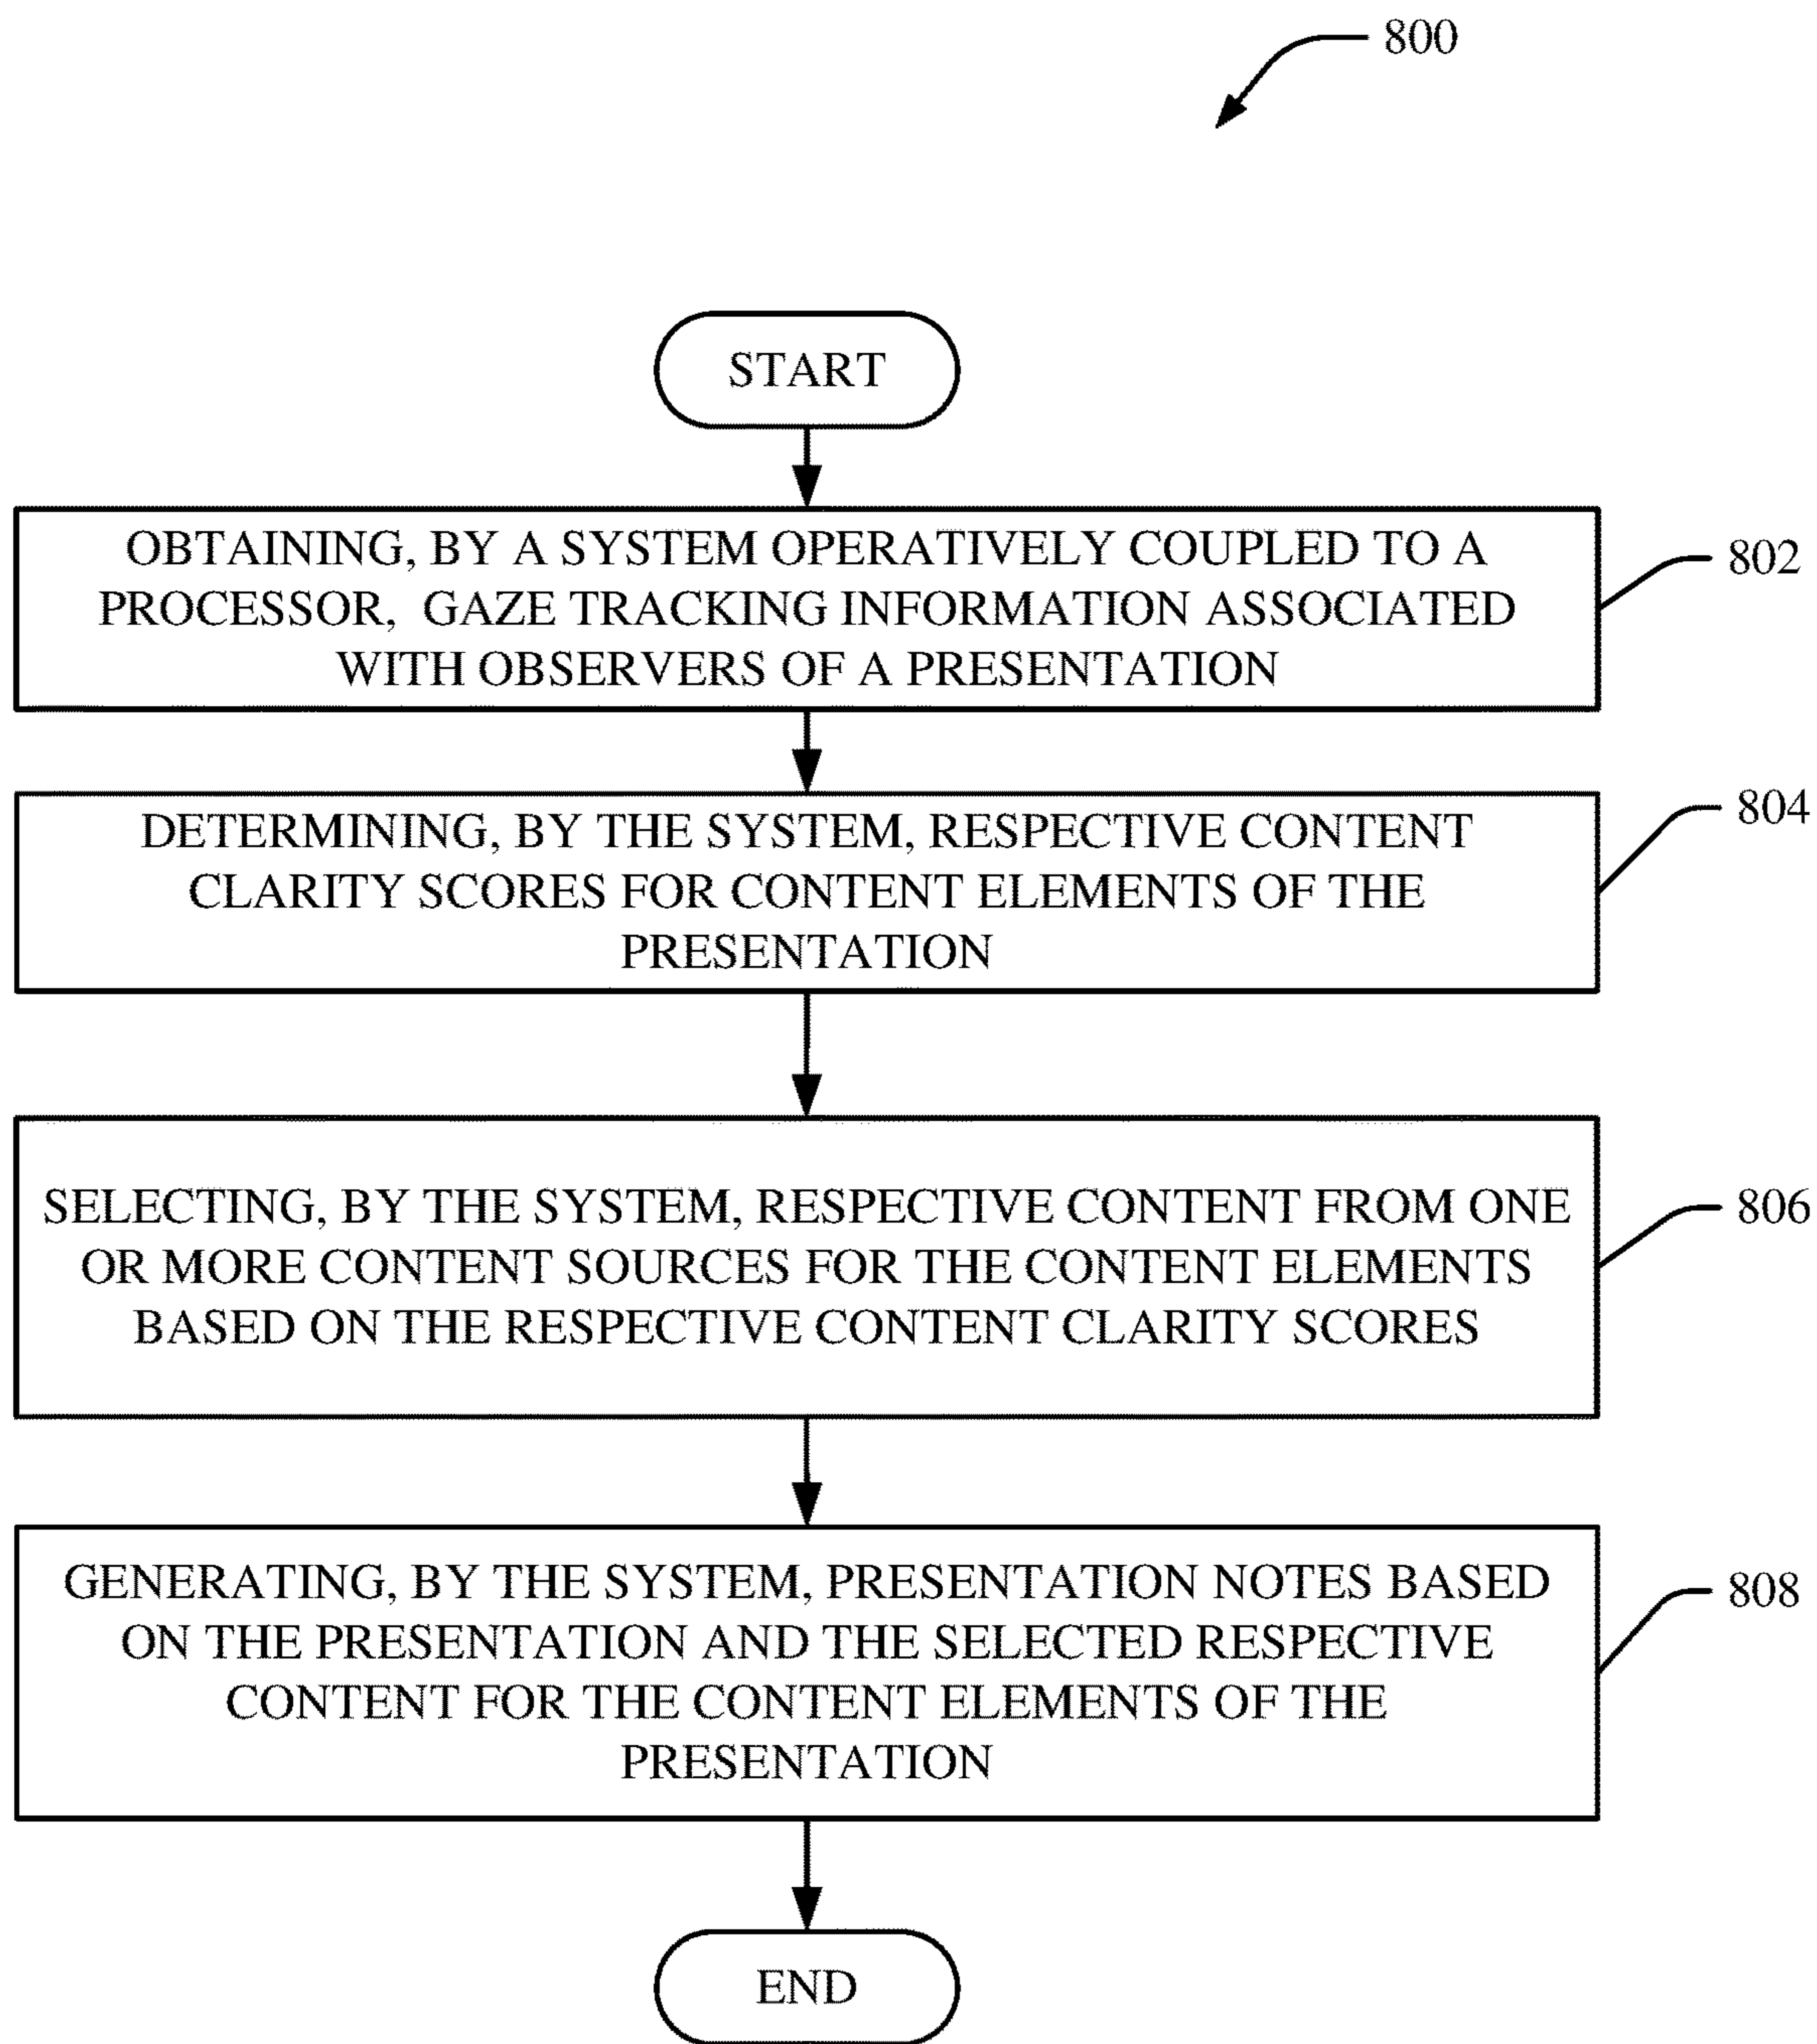 800
START
OBTAINING, BY A SYSTEM OPERATIVELY COUPLED TO A
PROCESSOR, GAZE TRACKING INFORMATION ASSOCIATED
WITH OBSERVERS OF A PRESENTATION
802
DETERMINING, BY THE SYSTEM, RESPECTIVE CONTENT
CLARITY SCORES FOR CONTENT ELEMENTS OF THE
PRESENTATION
804
SELECTING, BY THE SYSTEM, RESPECTIVE CONTENT FROM ONE
OR MORE CONTENT SOURCES FOR THE CONTENT ELEMENTS
BASED ON THE RESPECTIVE CONTENT CLARITY SCORES
806
GENERATING, BY THE SYSTEM, PRESENTATION NOTES BASED
ON THE PRESENTATION AND THE SELECTED RESPECTIVE
CONTENT FOR THE CONTENT ELEMENTS OF THE
PRESENTATION
808
END